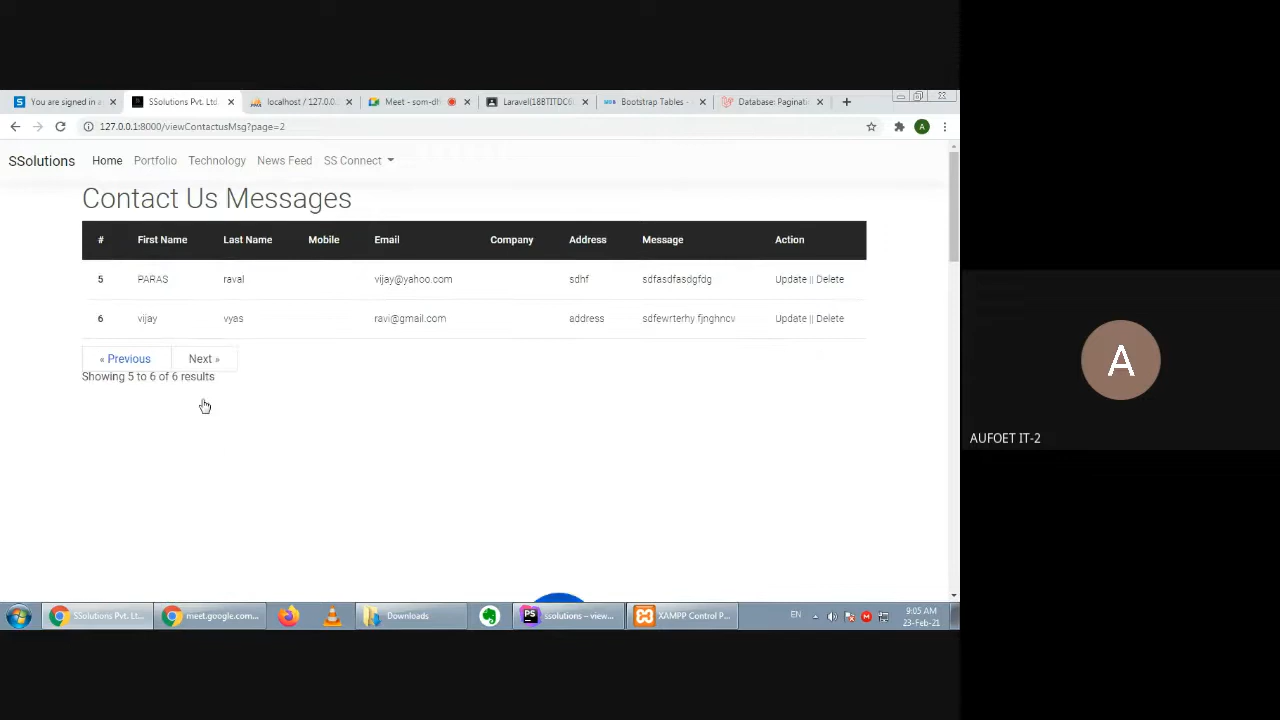 You are signed in a
SSolutions Pvt. Ltd.
localhost / 127.0.0.
Meet - som-dh
Laravel(18BTITDC6
Bootstrap Tables -
Database: Paginati
127.0.0.1:8000/viewContactusMsg?page=2
A
SSolutions Home Portfolio Technology News Feed SS Connect
Contact Us Messages
# First Name Last Name Mobile Email Company Address Message Action
5 PARAS raval vijay@yahoo.com sdhf sdfasdfasdgfdg Update || Delete
6 vijay vyas ravi@gmail.com address sdfewrterhy fjnghncv Update || Delete
« Previous Next »
Showing 5 to 6 of 6 results
A
AUFOET IT-2
SSolutions Pvt. Lt...
meet.google.com...
Downloads
PS
ssolutions – view...
XAMPP Control P...
EN
9:05 AM
23-Feb-21